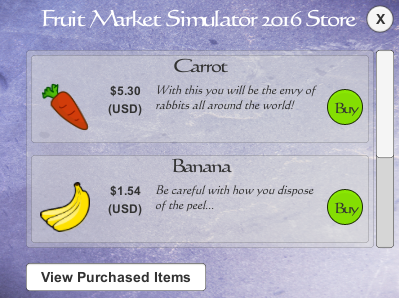 Fruit Market Simulator 2016 Store
X
Carrot
$5.30
(USD)
With this you will be the envy of
rabbits all around the world!
Buy
Banana
$1.54
(USD)
Be careful with how you dispose
of the peel...
Buy
View Purchased Items